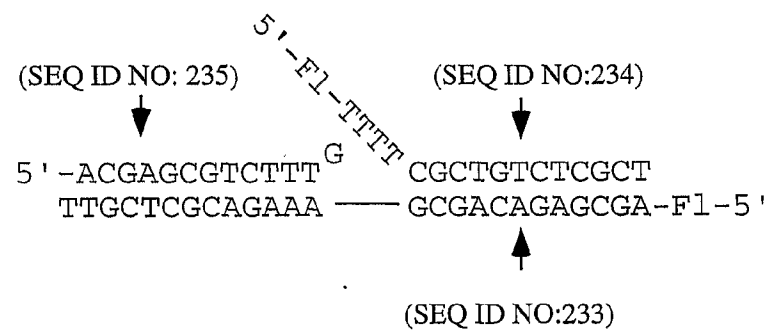 5'-Fl-TTTT
(SEQ ID NO: 235)
(SEQ ID NO:234)
5'-ACGAGCGTCTTT G CGCTGTCTCGCT
TTGCTCGCAGAAA —— GCGACAGAGCGA-Fl-5'
(SEQ ID NO:233)